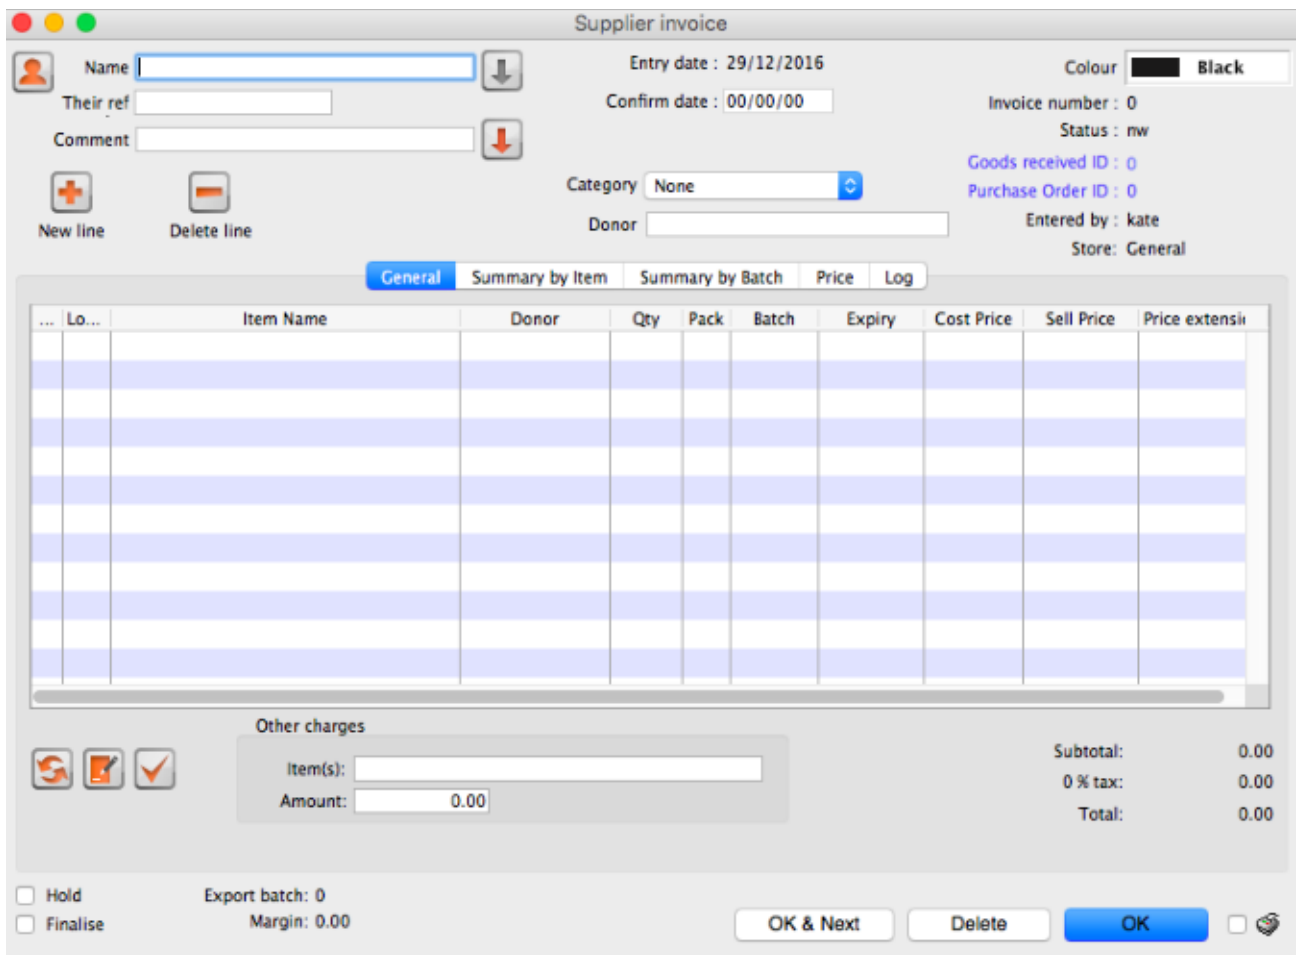 Supplier invoice
Name
Entry date : 29/12/2016
Colour Black
Their ref
Confirm date : 00/00/00
Invoice number : 0
Comment
Status : nw
Goods received ID : 0
Category None
Purchase Order ID : 0
New line Delete line
Donor
Entered by : kate
Store: General
General Summary by Item Summary by Batch Price Log
... Lo... Item Name Donor Qty Pack Batch Expiry Cost Price Sell Price Price extensi
Other charges
Item(s):
Amount: 0.00
Subtotal: 0.00
0 % tax: 0.00
Total: 0.00
Hold Export batch: 0
Finalise Margin: 0.00
OK & Next Delete OK